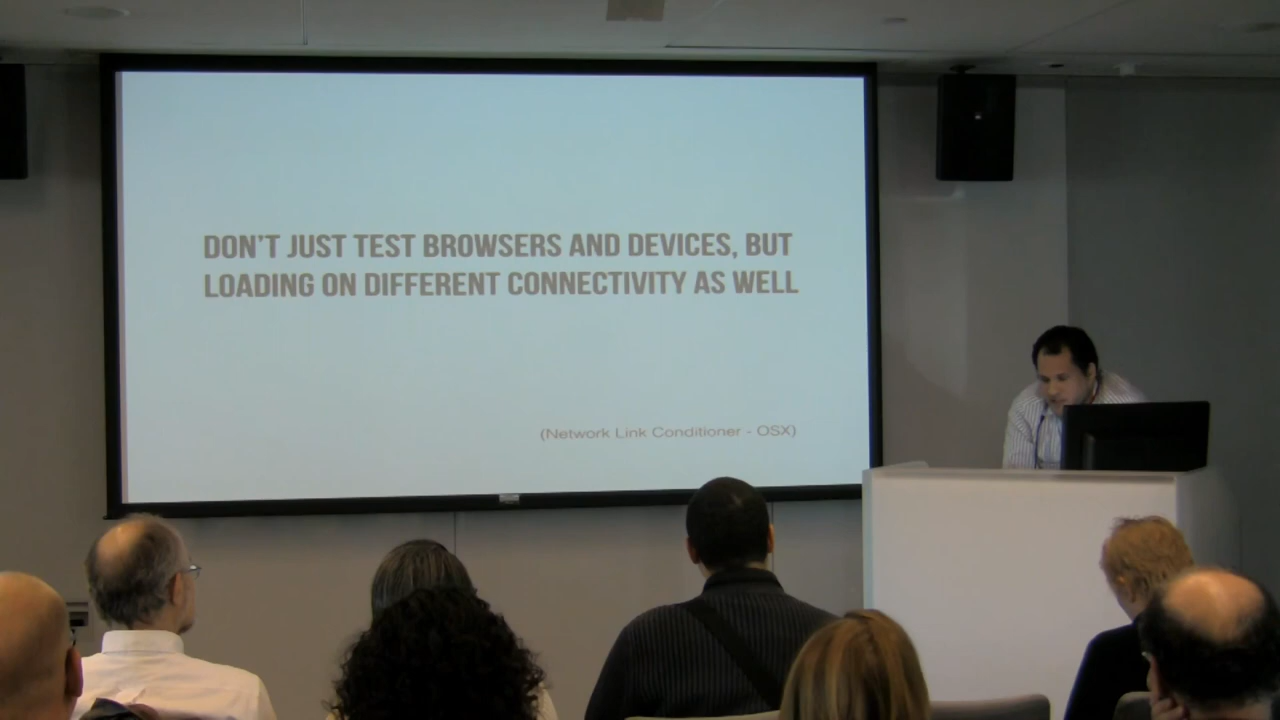 DON'T JUST TEST BROWSERS AND DEVICES, BUT
LOADING ON DIFFERENT CONNECTIVITY AS WELL
(Network Link Conditioner - OSX)